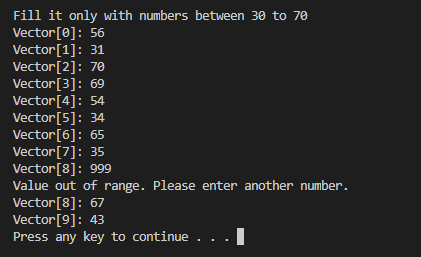 Fill it only with numbers between 30 to 70
Vector[0]: 56
Vector[1]: 31
Vector[2]: 70
Vector[3]: 69
Vector[4]: 54
Vector[5]: 34
Vector[6]: 65
Vector[7]: 35
Vector[8]: 999
Value out of range. Please enter another number.
Vector[8]: 67
Vector[9]: 43
Press any key to continue . . .